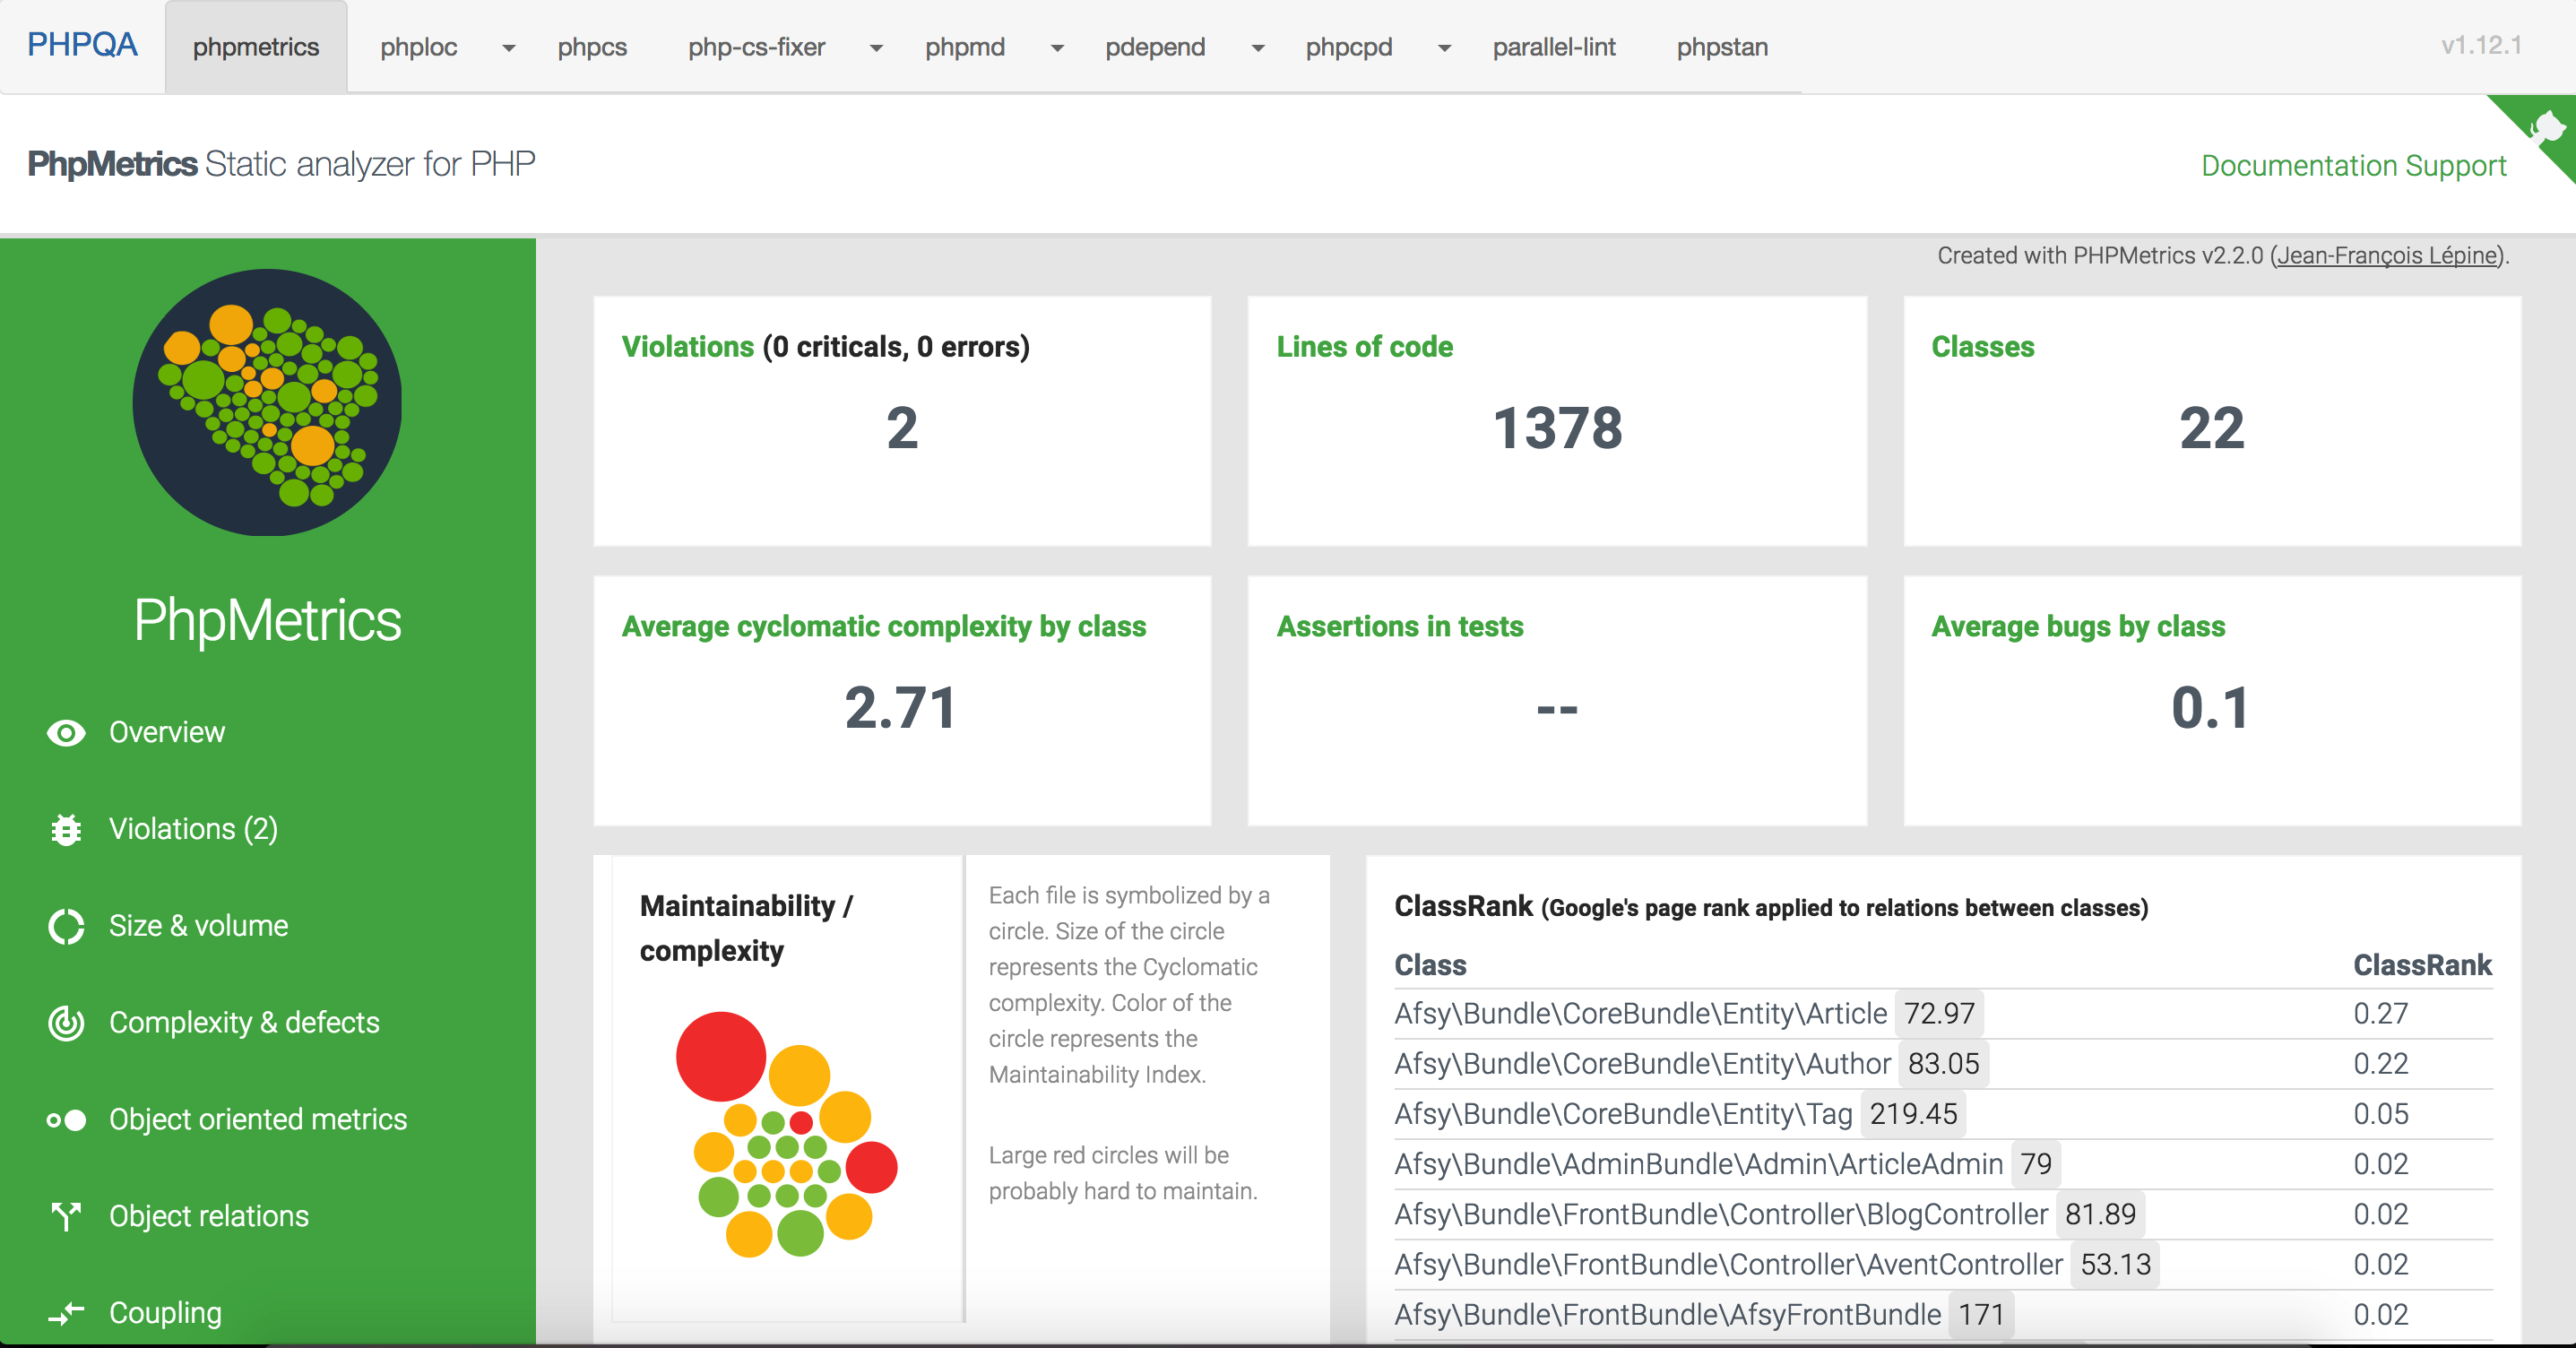 PHPQA phpmetrics phploc phpcs php-cs-fixer phpmd pdepend phpcpd parallel-lint phpstan v1.12.1
PhpMetrics Static analyzer for PHP
Documentation Support
Created with PHPMetrics v2.2.0 (Jean-François Lépine).
PhpMetrics
Overview
Violations (2)
Size & volume
Complexity & defects
Object oriented metrics
Object relations
Coupling
Violations (0 criticals, 0 errors)
2
Lines of code
1378
Classes
22
Average cyclomatic complexity by class
2.71
Assertions in tests
--
Average bugs by class
0.1
Maintainability /
complexity
Each file is symbolized by a
circle. Size of the circle
represents the Cyclomatic
complexity. Color of the
circle represents the
Maintainability Index.
Large red circles will be
probably hard to maintain.
ClassRank (Google's page rank applied to relations between classes)
Class ClassRank
Afsy\Bundle\CoreBundle\Entity\Article 72.97 0.27
Afsy\Bundle\CoreBundle\Entity\Author 83.05 0.22
Afsy\Bundle\CoreBundle\Entity\Tag 219.45 0.05
Afsy\Bundle\AdminBundle\Admin\ArticleAdmin 79 0.02
Afsy\Bundle\FrontBundle\Controller\BlogController 81.89 0.02
Afsy\Bundle\FrontBundle\Controller\AventController 53.13 0.02
Afsy\Bundle\FrontBundle\AfsyFrontBundle 171 0.02